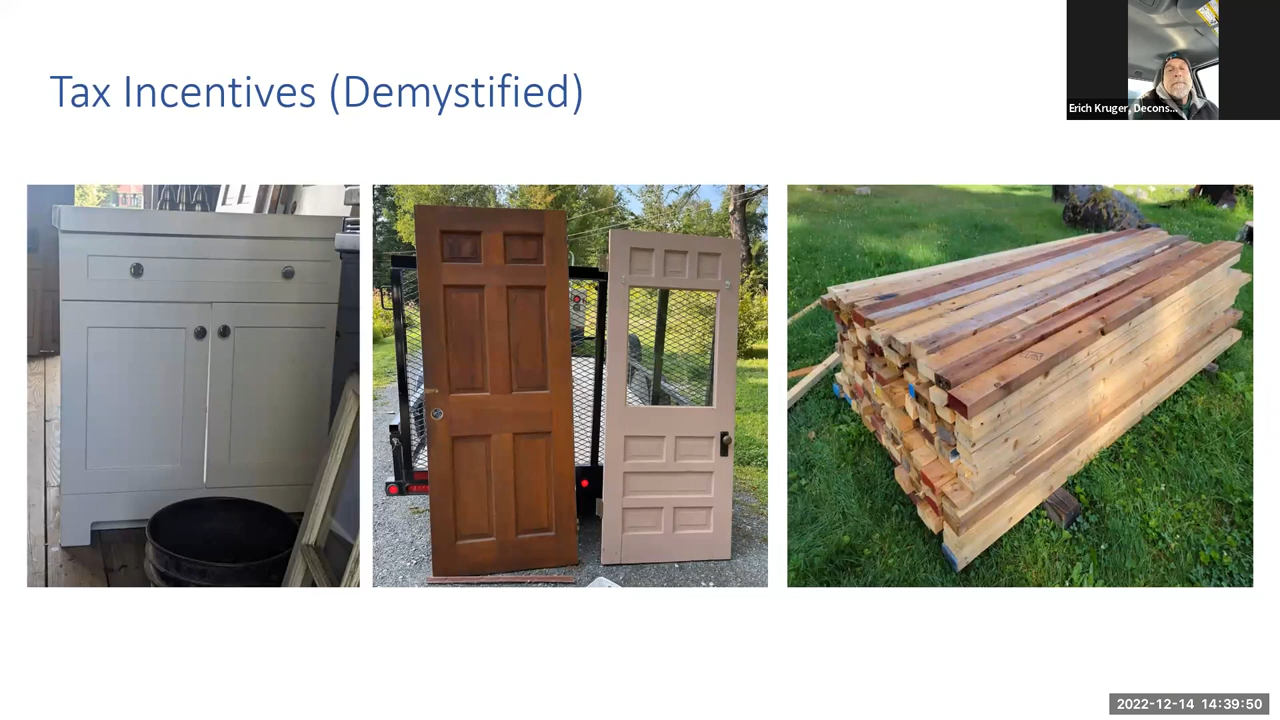 Tax Incentives (Demystified)
Erich Kruger, Decons...
2022-12-14 14:39:50